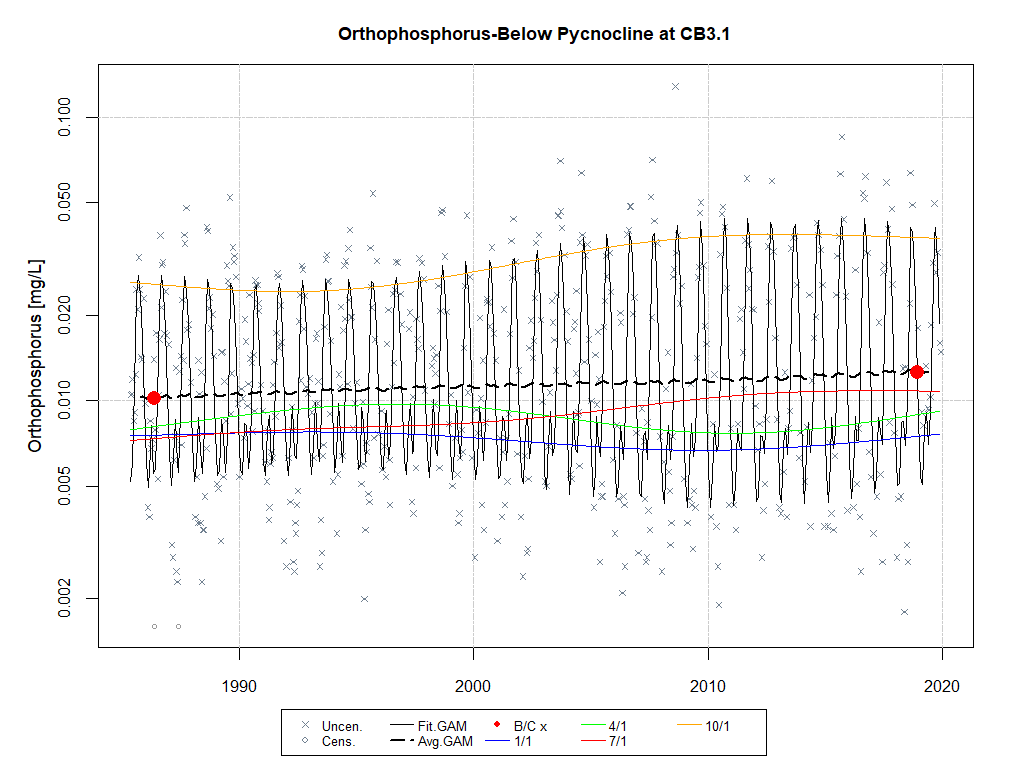 Orthophosphorus-Below Pycnocline at CB3.1
Orthophosphorus [mg/L]
0.100
0.050
0.020
0.010
0.005
0.002
1990 2000 2010 2020
Uncen. Fit.GAM B/C x 4/1 10/1
Cens. Avg.GAM 1/1 7/1